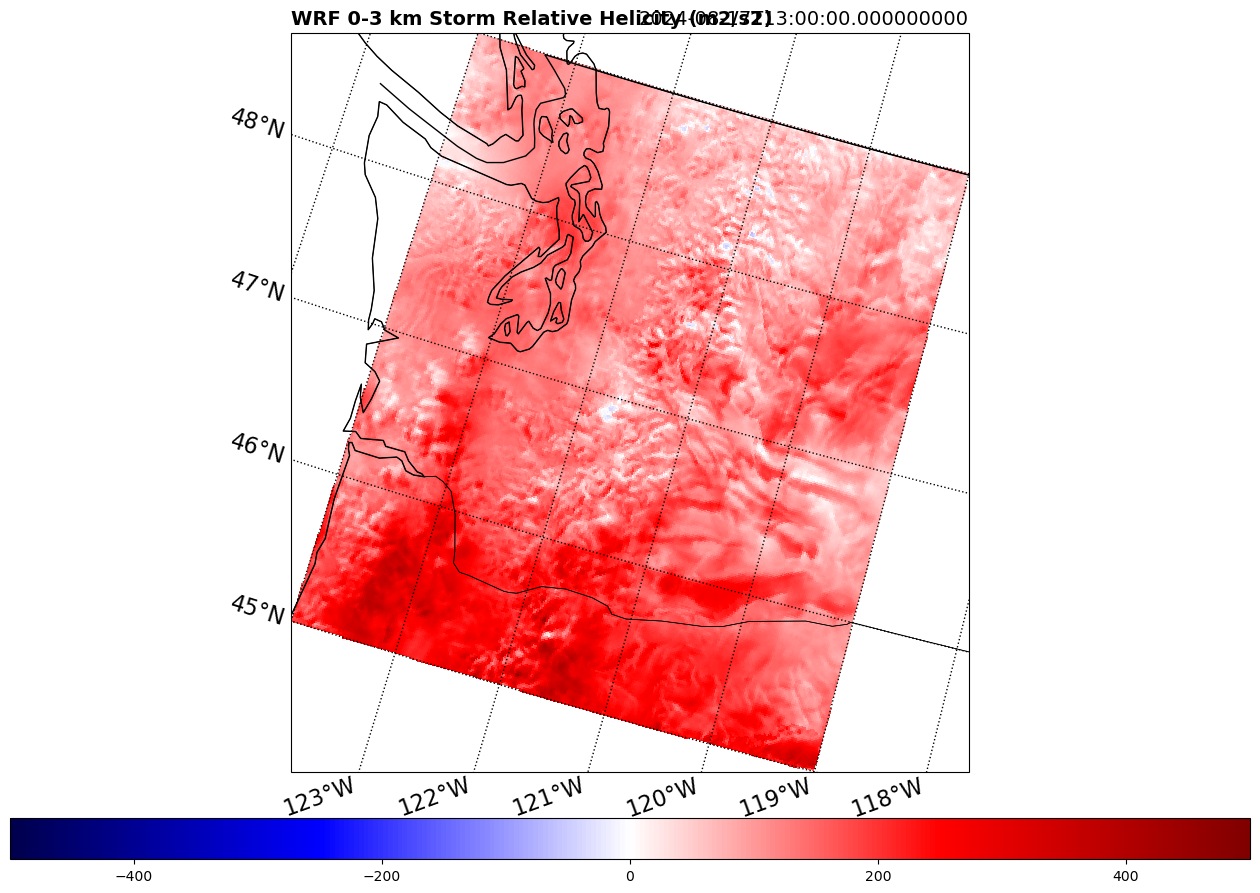 WRF 0-3 km Storm Relative Helicity (m2/s2)
13:00:00.000000000
48°N
47°N
46°N
45°N
123°W
122°W
121°W
120°W
119°W
118°W
−400
−200
0
200
400